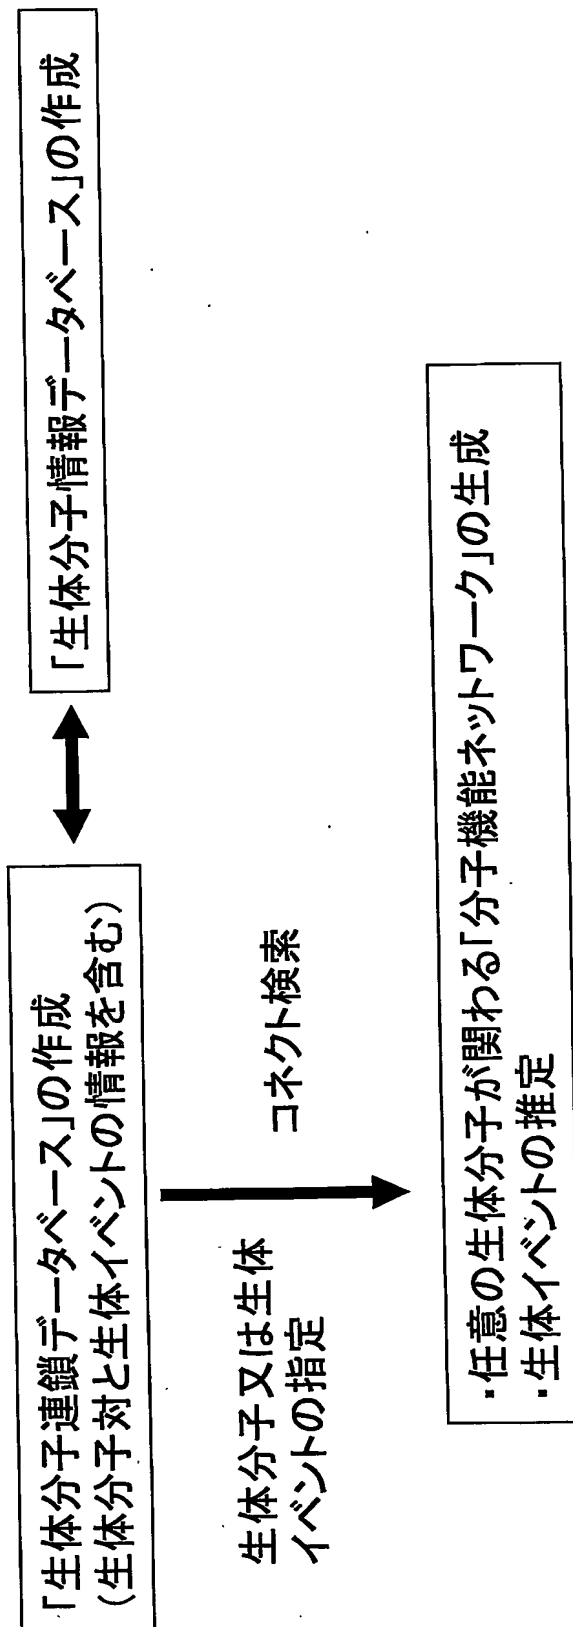 「生体分子連鎖データベース」の作成
(生体分子対と生体イベントの情報を含む)
「生体分子情報データベース」の作成
生体分子又は生体
イベントの指定
コネクト検索
・任意の生体分子が関わる「分子機能ネットワーク」の生成
・生体イベントの推定